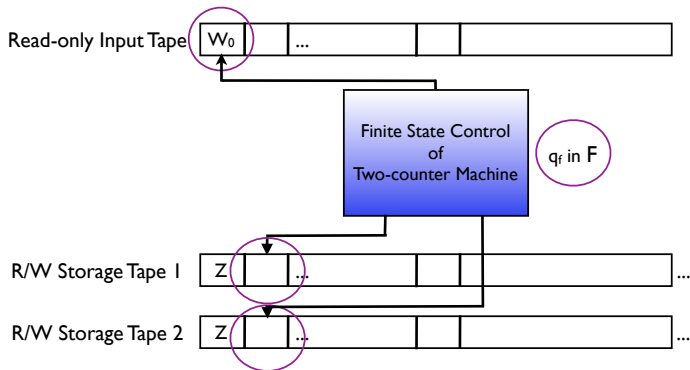 Read-only Input Tape W₀ ...
Finite State Control
of
Two-counter Machine
q_f in F
R/W Storage Tape 1 Z ... ...
R/W Storage Tape 2 Z ... ...